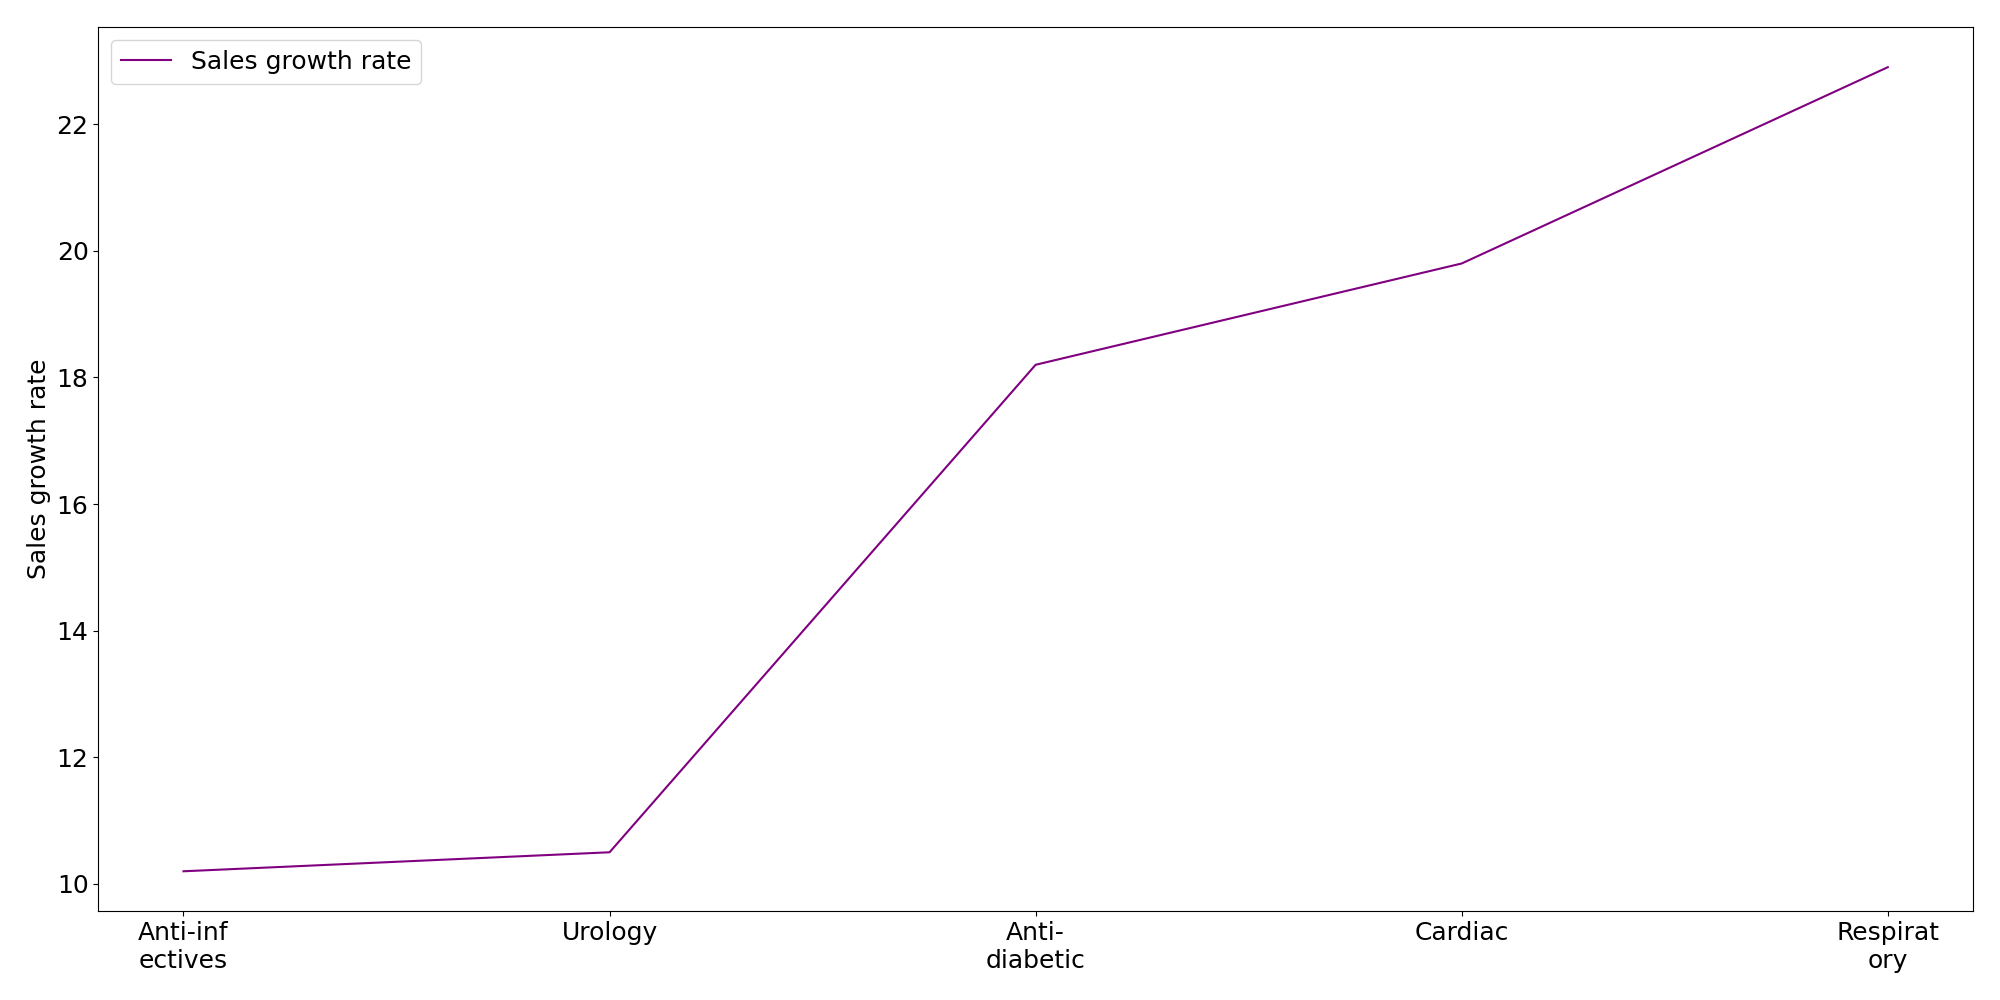 Sales growth rate
22
20
18
16
14
12
10
Sales growth rate
Anti-inf
ectives
Urology
Anti-
diabetic
Cardiac
Respirat
ory